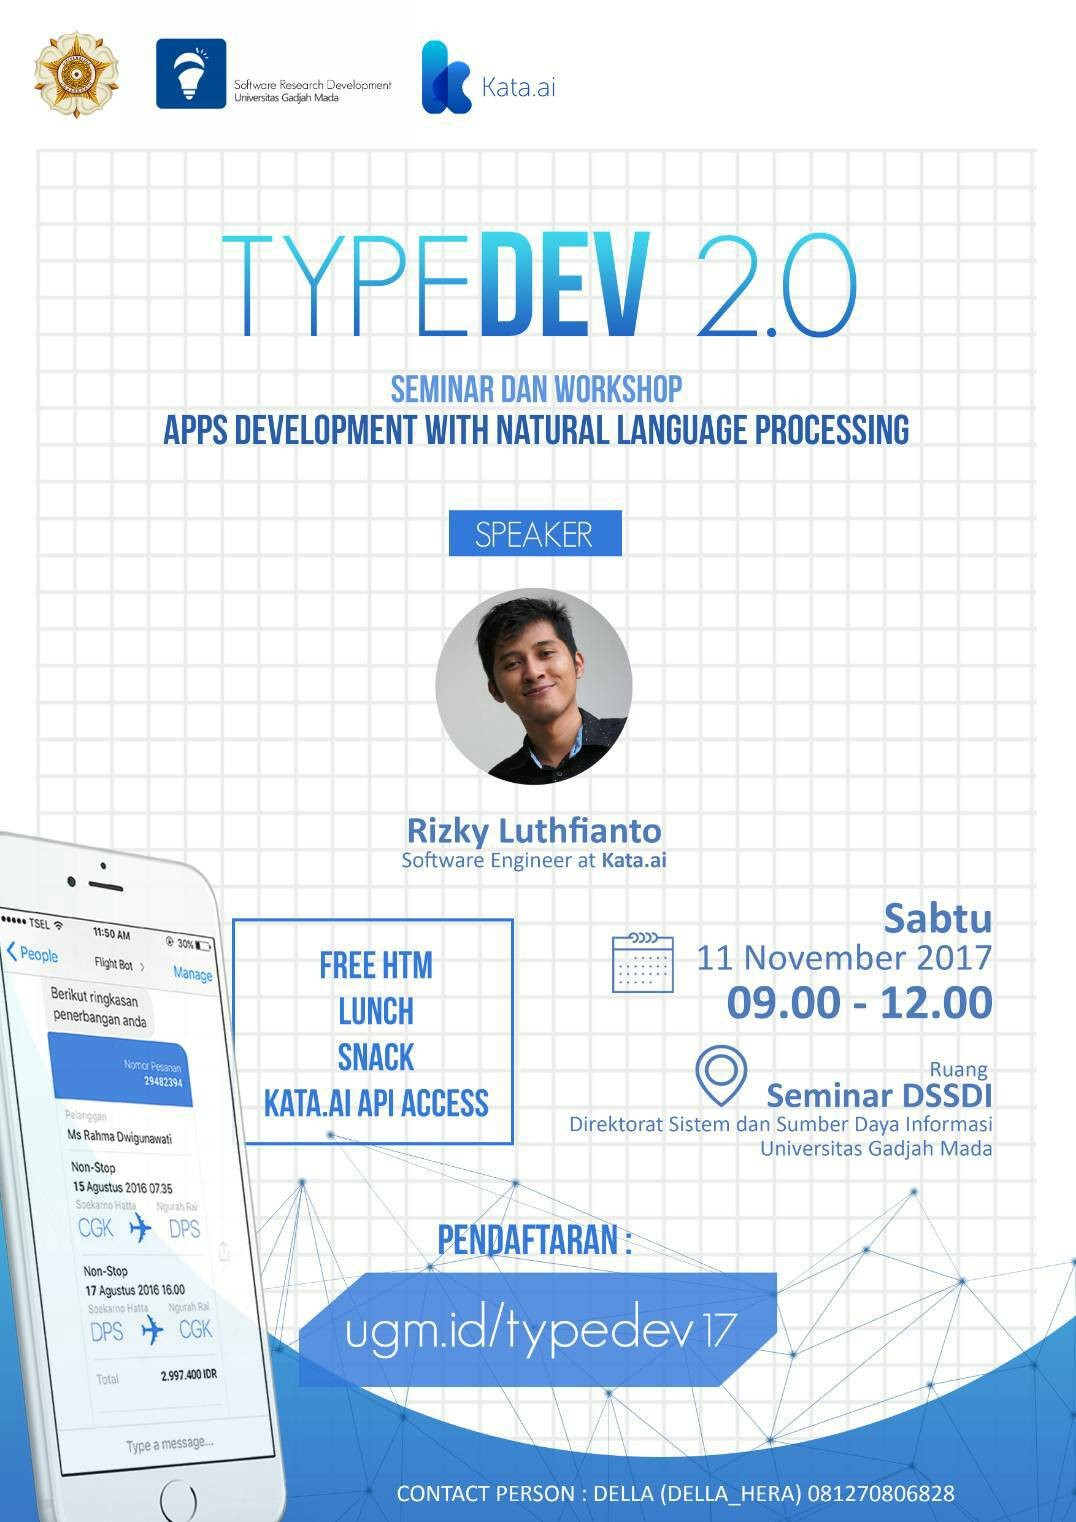 Software Research Development
Universitas Gadjah Mada
Kata.ai
TYPEDEV 2.0
SEMINAR DAN WORKSHOP
APPS DEVELOPMENT WITH NATURAL LANGUAGE PROCESSING
SPEAKER
Rizky Luthfianto
Software Engineer at Kata.ai
FREE HTM
LUNCH
SNACK
KATA.AI API ACCESS
Sabtu
11 November 2017
09.00 - 12.00
Ruang
Seminar DSSDI
Direktorat Sistem dan Sumber Daya Informasi
Universitas Gadjah Mada
TSEL 11:50 AM 30%
People Flight Bot Manage
Berikut ringkasan
penerbangan anda
Nomor Pesanan
29482394
Pelanggan
Ms Rahma Dwigunawati
Non-Stop
15 Agustus 2016 07.35
Soekarno Hatta Ngurah Rai
CGK DPS
Non-Stop
17 Agustus 2016 16.00
Soekarno Hatta Ngurah Rai
DPS CGK
Total 2.997.400 IDR
Type a message...
PENDAFTARAN :
ugm.id/typedev17
CONTACT PERSON : DELLA (DELLA_HERA) 081270806828